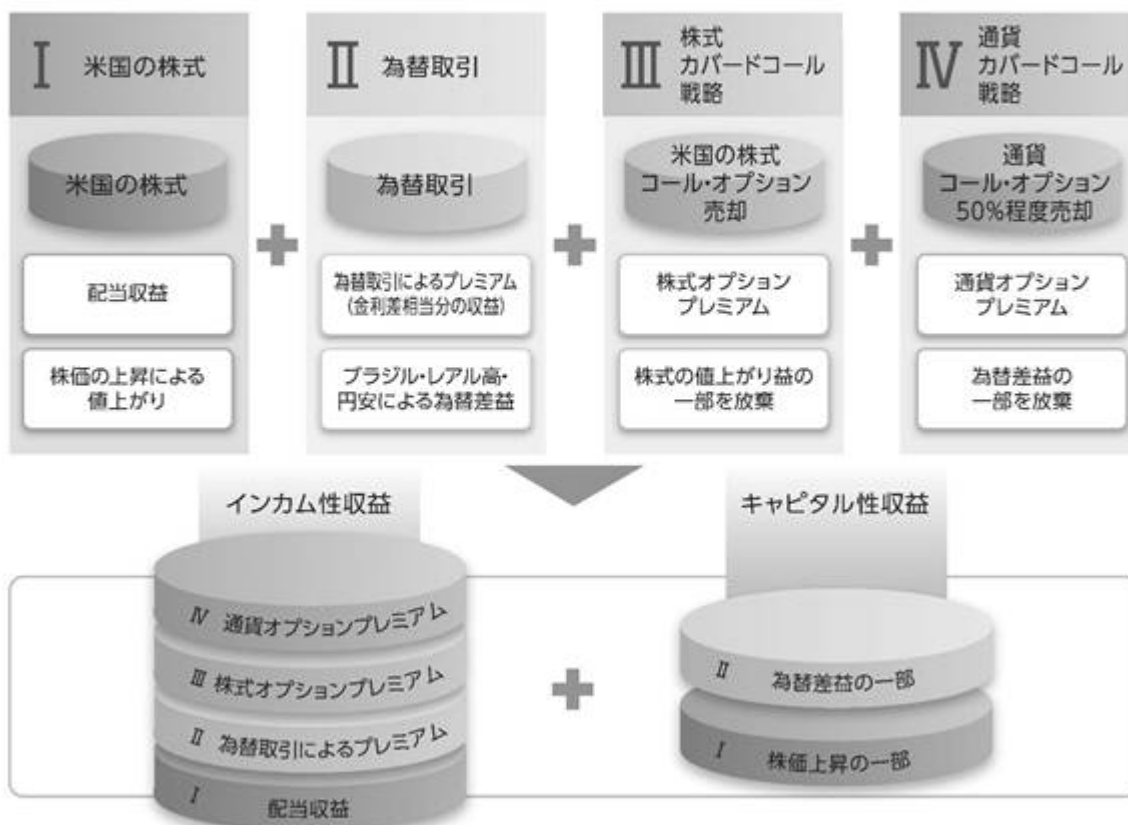 I 米国の株式
米国の株式
配当収益
株価の上昇による
値上がり
II 為替取引
為替取引
為替取引によるプレミアム
(金利差相当分の収益)
ブラジル・レアル高・
円安による為替差益
III 株式
カバードコール
戦略
米国の株式
コール・オプション
売却
株式オプション
プレミアム
株式の値上がり益の
一部を放棄
IV 通貨
カバードコール
戦略
通貨
コール・オプション
50%程度売却
通貨オプション
プレミアム
為替差益の
一部を放棄
インカム性収益
IV 通貨オプションプレミアム
III 株式オプションプレミアム
II 為替取引によるプレミアム
I 配当収益
キャピタル性収益
II 為替差益の一部
I 株価上昇の一部